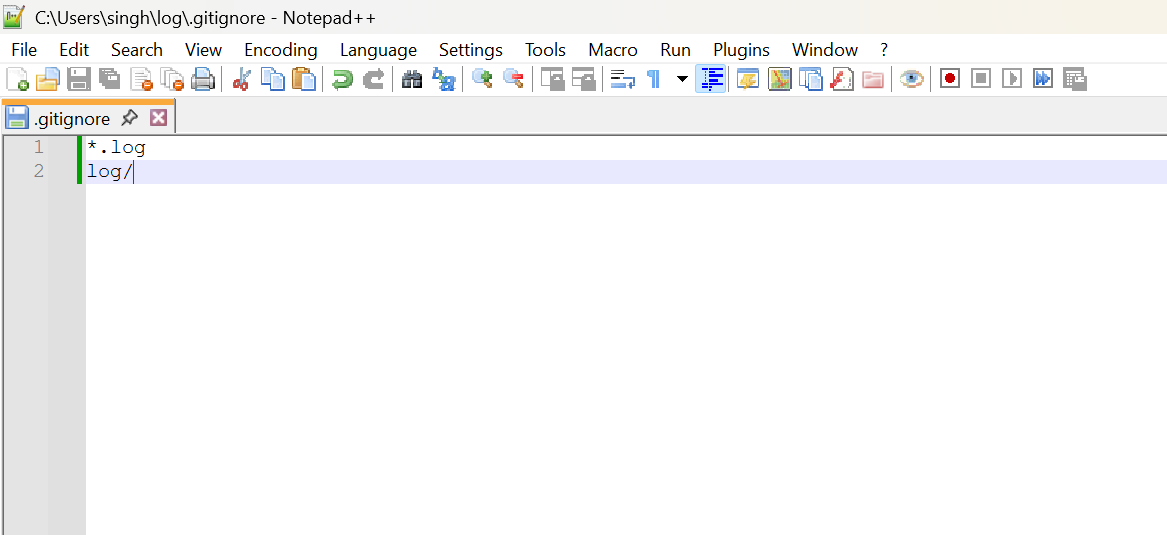 C:\Users\singh\log\.gitignore - Notepad++
File Edit Search View Encoding Language Settings Tools Macro Run Plugins Window ?
.gitignore
1 *.log
2 log/